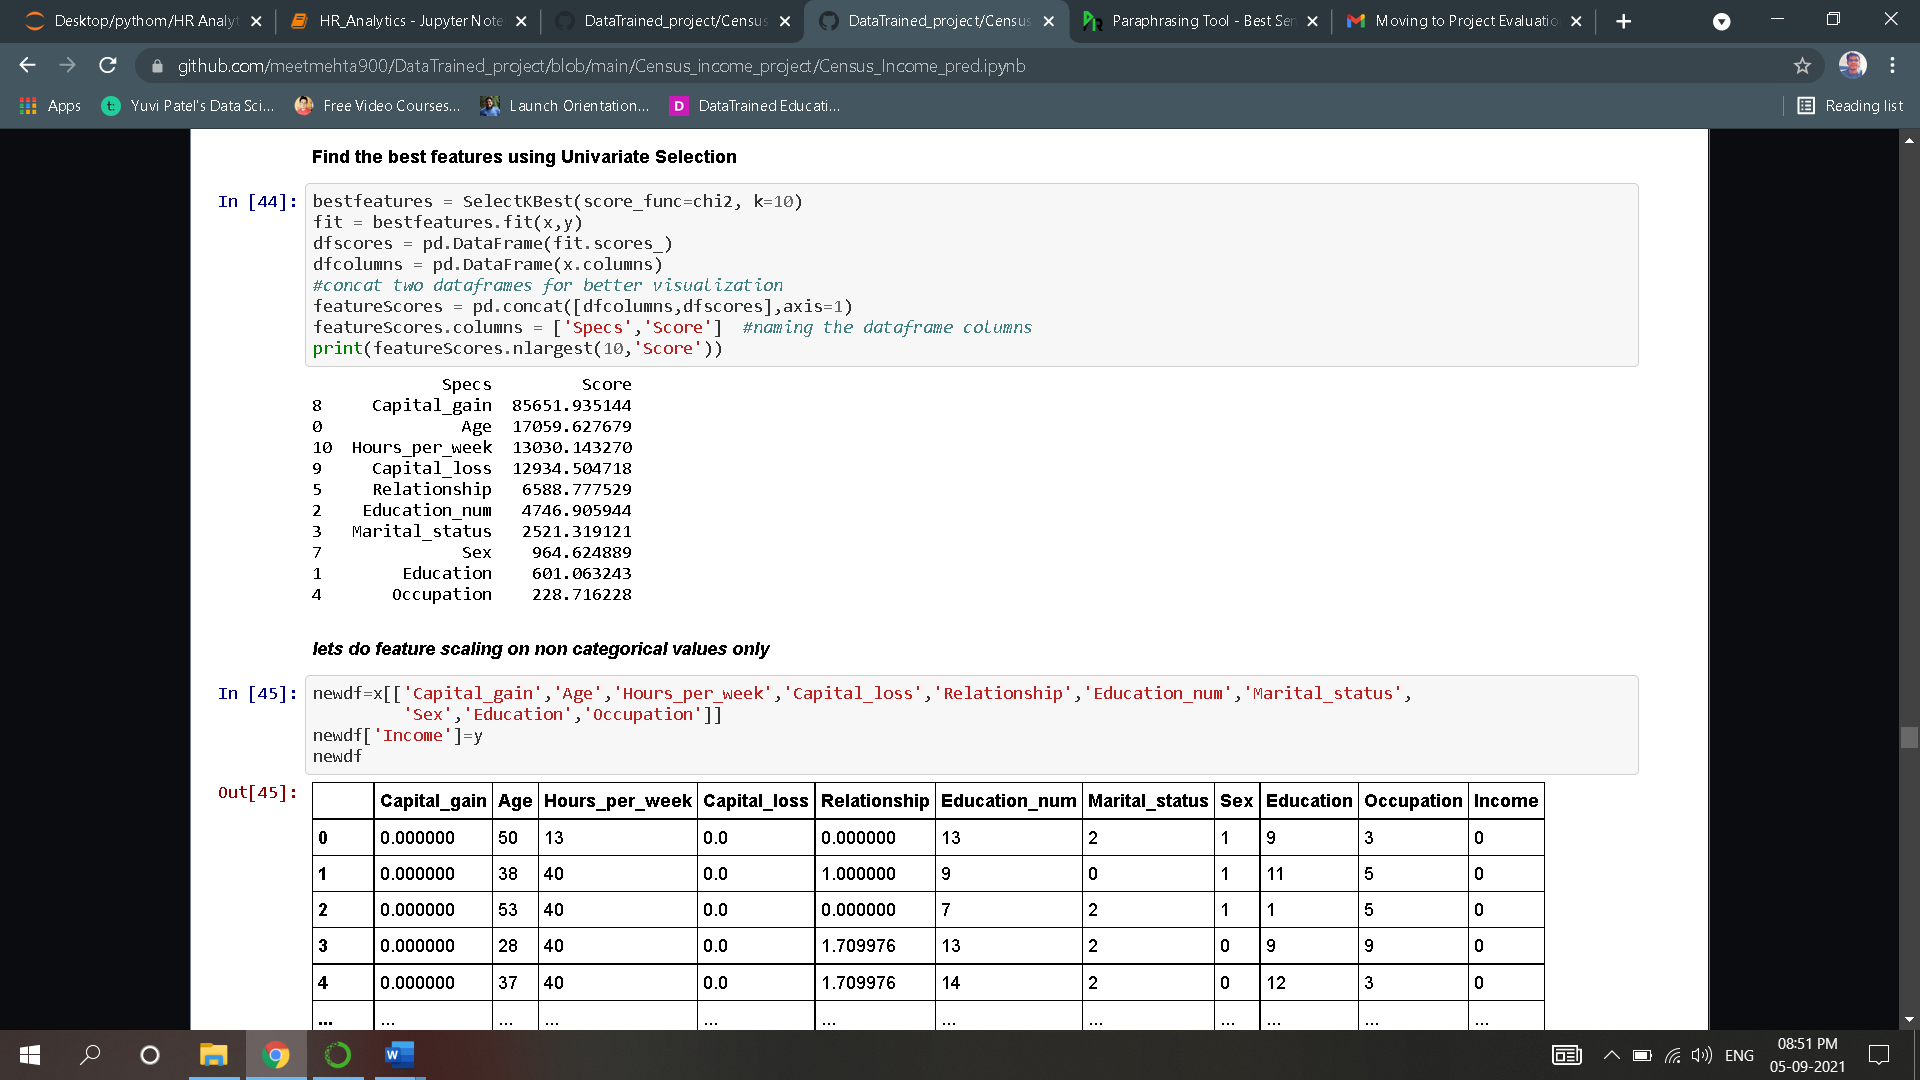 Desktop/pythom/HR Analyt
HR_Analytics - Jupyter Note
DataTrained_project/Census
DataTrained_project/Census
Paraphrasing Tool - Best Sen
Moving to Project Evaluatio
github.com/meetmehta900/DataTrained_project/blob/main/Census_income_project/Census_Income_pred.ipynb
Apps
Yuvi Patel's Data Sci...
Free Video Courses...
Launch Orientation...
D DataTrained Educati...
Reading list
Find the best features using Univariate Selection
In [44]: bestfeatures = SelectKBest(score_func=chi2, k=10)
fit = bestfeatures.fit(x,y)
dfscores = pd.DataFrame(fit.scores_)
dfcolumns = pd.DataFrame(x.columns)
#concat two dataframes for better visualization
featureScores = pd.concat([dfcolumns,dfscores],axis=1)
featureScores.columns = ['Specs','Score']  #naming the dataframe columns
print(featureScores.nlargest(10,'Score'))
Specs Score
8 Capital_gain 85651.935144
0 Age 17059.627679
10 Hours_per_week 13030.143270
9 Capital_loss 12934.504718
5 Relationship 6588.777529
2 Education_num 4746.905944
3 Marital_status 2521.319121
7 Sex 964.624889
1 Education 601.063243
4 Occupation 228.716228
lets do feature scaling on non categorical values only
In [45]: newdf=x[['Capital_gain','Age','Hours_per_week','Capital_loss','Relationship','Education_num','Marital_status',
'Sex','Education','Occupation']]
newdf['Income']=y
newdf
Out[45]:
Capital_gain Age Hours_per_week Capital_loss Relationship Education_num Marital_status Sex Education Occupation Income
0 0.000000 50 13 0.0 0.000000 13 2 1 9 3 0
1 0.000000 38 40 0.0 1.000000 9 0 1 11 5 0
2 0.000000 53 40 0.0 0.000000 7 2 1 1 5 0
3 0.000000 28 40 0.0 1.709976 13 2 0 9 9 0
4 0.000000 37 40 0.0 1.709976 14 2 0 12 3 0
... ... ... ... ... ... ... ... ... ... ... ...
W
ENG
08:51 PM
05-09-2021